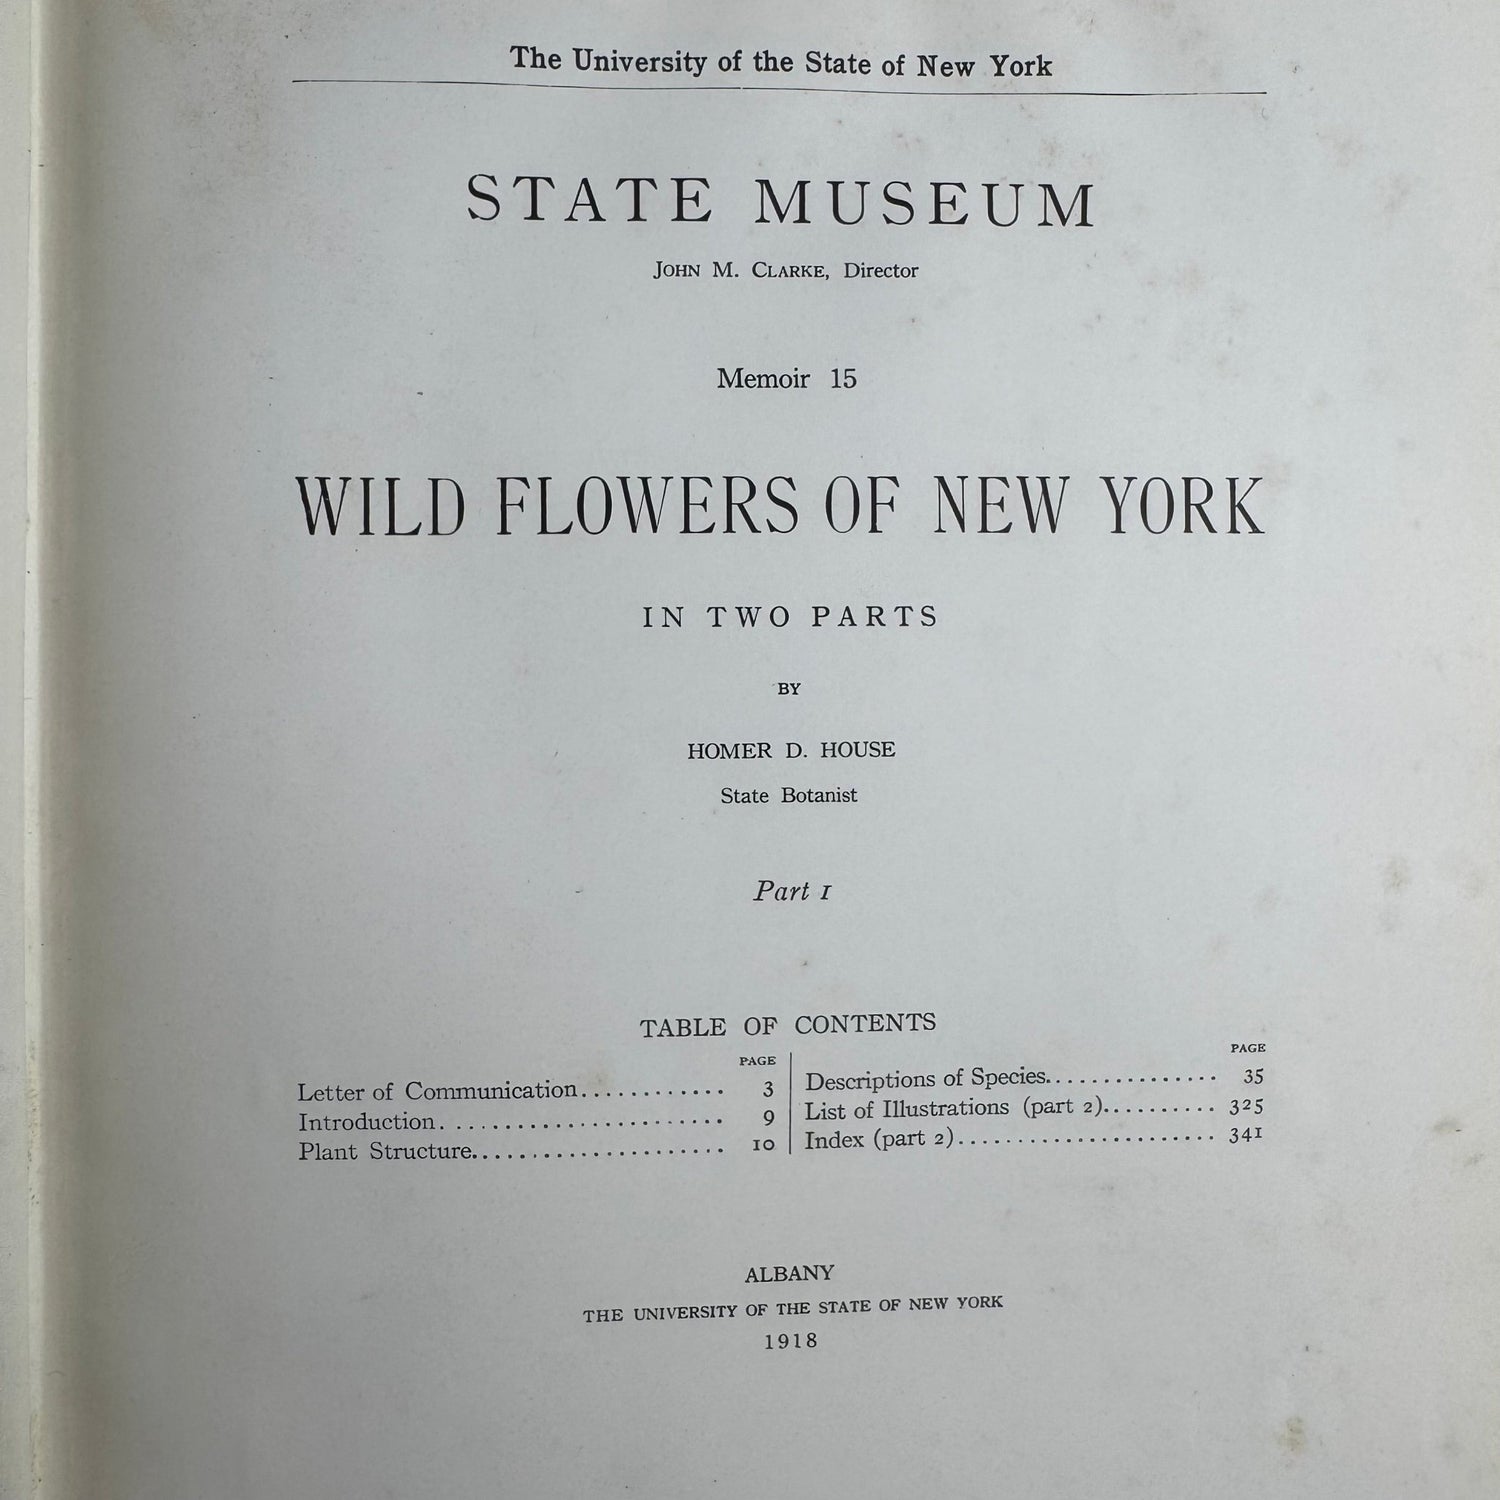 The University of the State of New York
STATE MUSEUM
JOHN M. CLARKE, Director
Memoir 15
WILD FLOWERS OF NEW YORK
IN TWO PARTS
BY
HOMER D. HOUSE
State Botanist
Part 1
TABLE OF CONTENTS
PAGE
Letter of Communication............ 3
Introduction........................ 9
Plant Structure...................... 10
PAGE
Descriptions of Species............... 35
List of Illustrations (part 2).......... 325
Index (part 2)...................... 341
ALBANY
THE UNIVERSITY OF THE STATE OF NEW YORK
1918